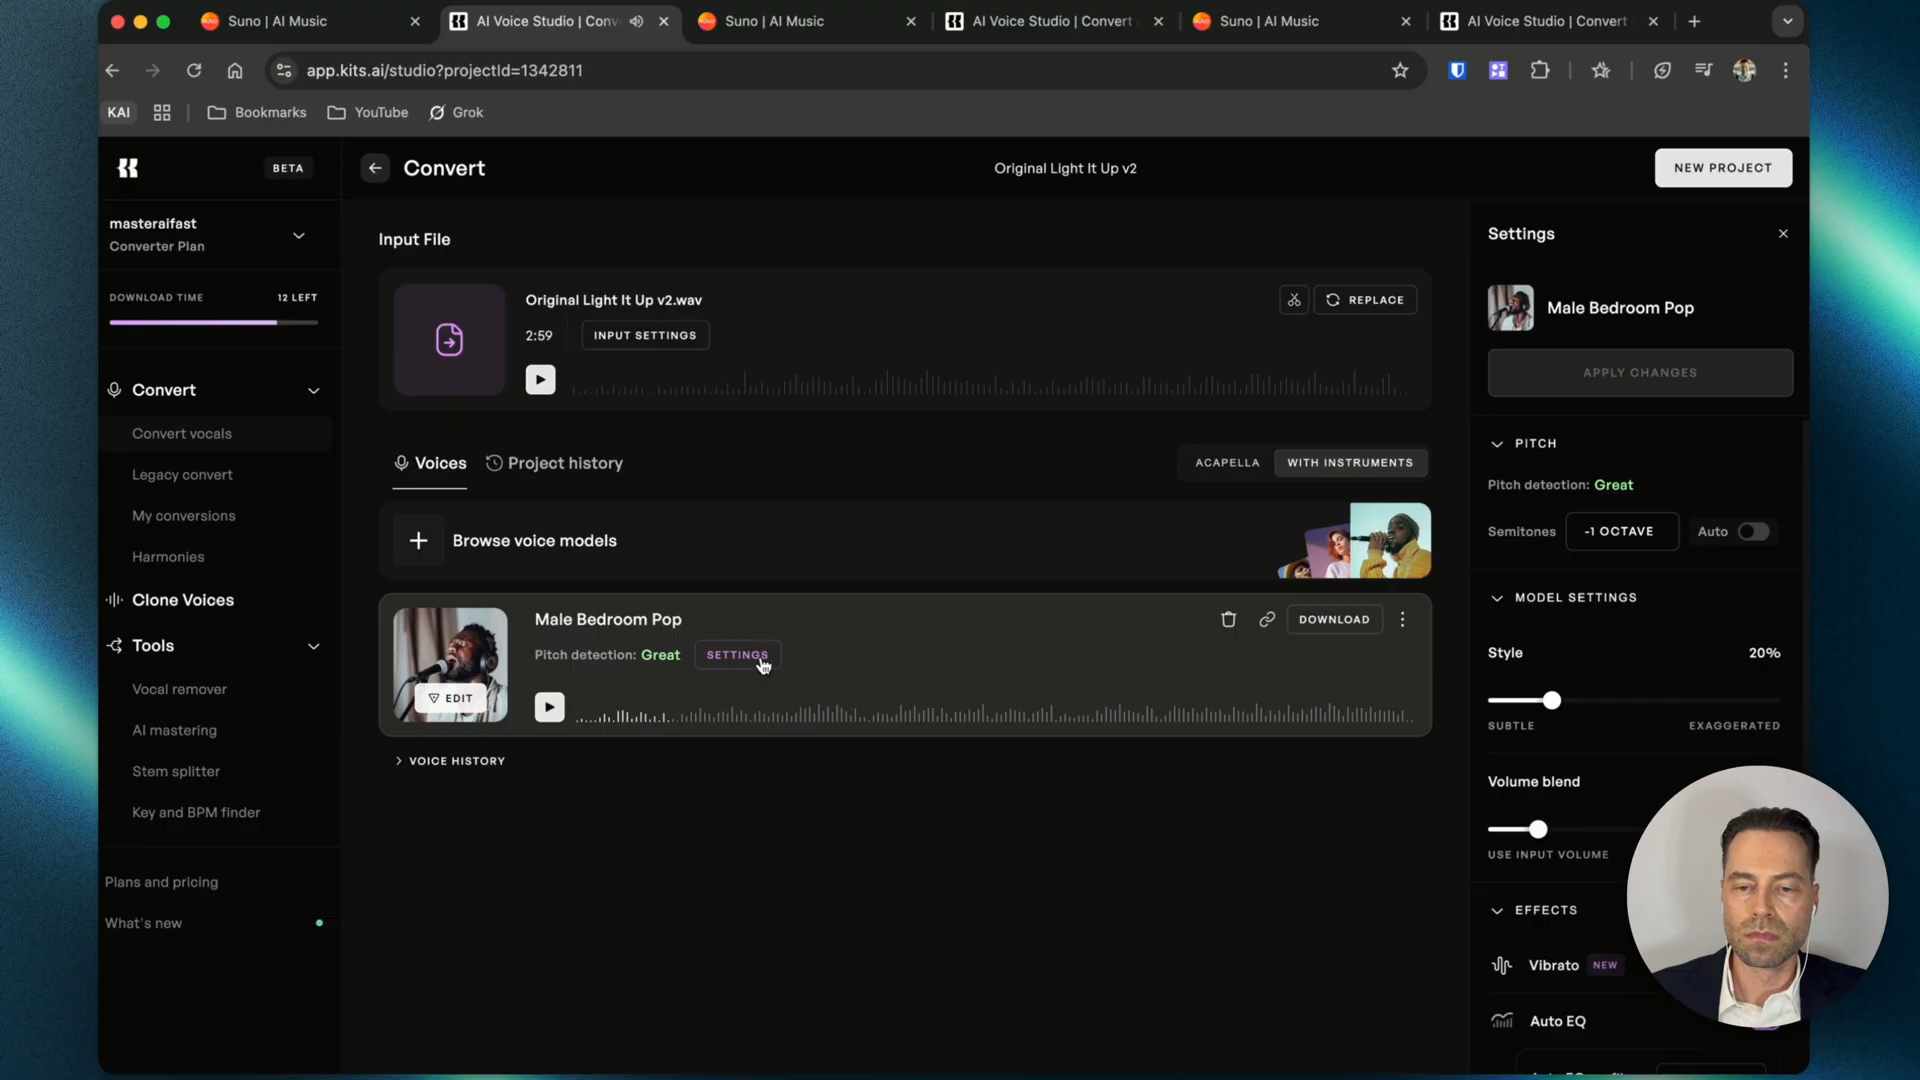 Suno | AI Music
AI Voice Studio | Conv
Suno | AI Music
AI Voice Studio | Convert
Suno | AI Music
AI Voice Studio | Convert
app.kits.ai/studio?projectId=1342811
KAI
Bookmarks
YouTube
Grok
BETA
Convert
Original Light It Up v2
NEW PROJECT
masteraifast
Converter Plan
DOWNLOAD TIME
12 LEFT
Convert
Convert vocals
Legacy convert
My conversions
Harmonies
Clone Voices
Tools
Vocal remover
AI mastering
Stem splitter
Key and BPM finder
Plans and pricing
What's new
Input File
Original Light It Up v2.wav
2:59
INPUT SETTINGS
REPLACE
Voices
Project history
ACAPELLA
WITH INSTRUMENTS
Browse voice models
Male Bedroom Pop
Pitch detection: Great
SETTINGS
DOWNLOAD
EDIT
VOICE HISTORY
Settings
Male Bedroom Pop
APPLY CHANGES
PITCH
Pitch detection: Great
Semitones
-1 OCTAVE
Auto
MODEL SETTINGS
Style
20%
SUBTLE
EXAGGERATED
Volume blend
USE INPUT VOLUME
EFFECTS
Vibrato
NEW
Auto EQ